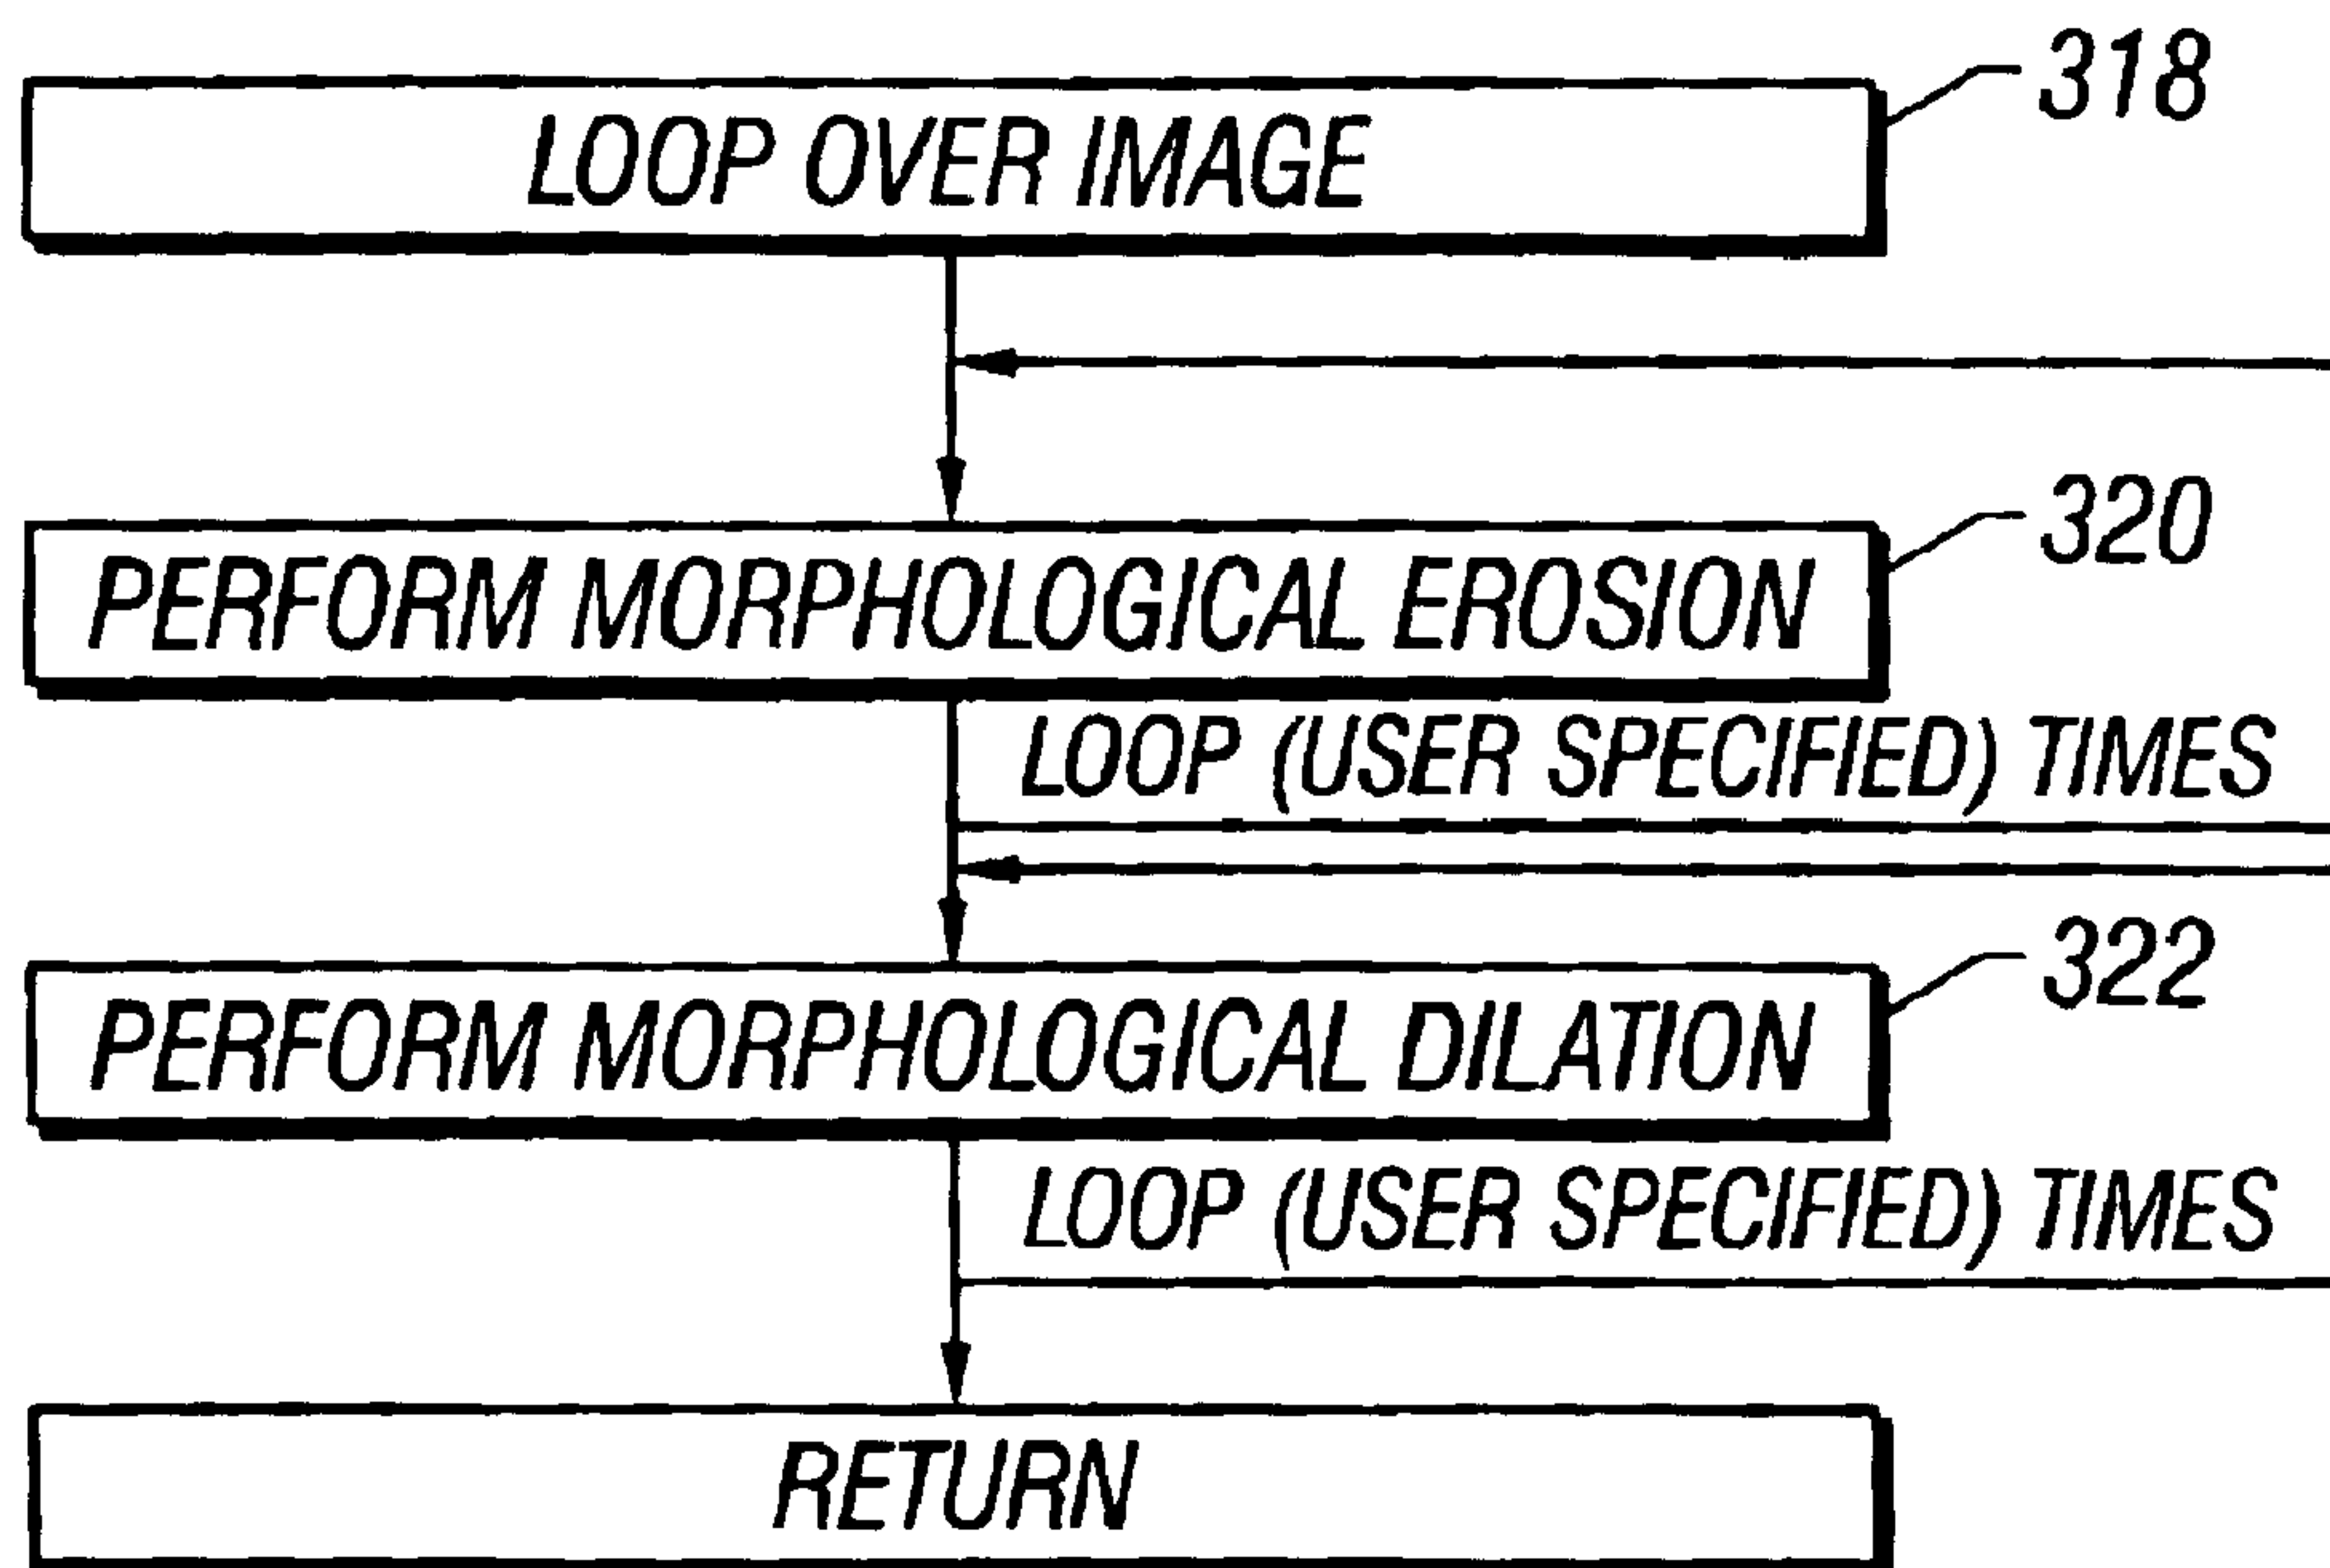 318
LOOP OVER IMAGE
320
PERFORM MORPHOLOGICAL EROSION
LOOP (USER SPECIFIED) TIMES
322
PERFORM MORPHOLOGICAL DILATION
LOOP (USER SPECIFIED) TIMES
RETURN